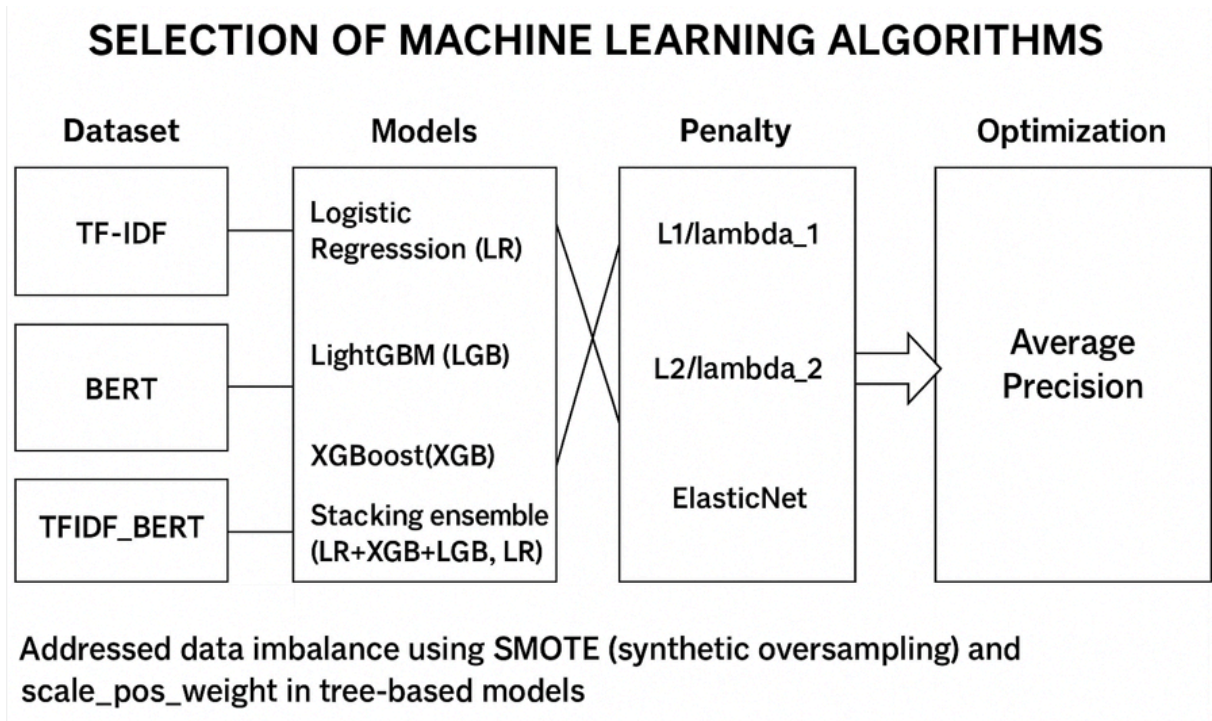 SELECTION OF MACHINE LEARNING ALGORITHMS
Dataset
Models
Penalty
Optimization
TF-IDF
BERT
TFIDF_BERT
Logistic
Regresssion (LR)
LightGBM (LGB)
XGBoost(XGB)
Stacking ensemble
(LR+XGB+LGB, LR)
L1/lambda_1
L2/lambda_2
ElasticNet
Average
Precision
Addressed data imbalance using SMOTE (synthetic oversampling) and
scale_pos_weight in tree-based models